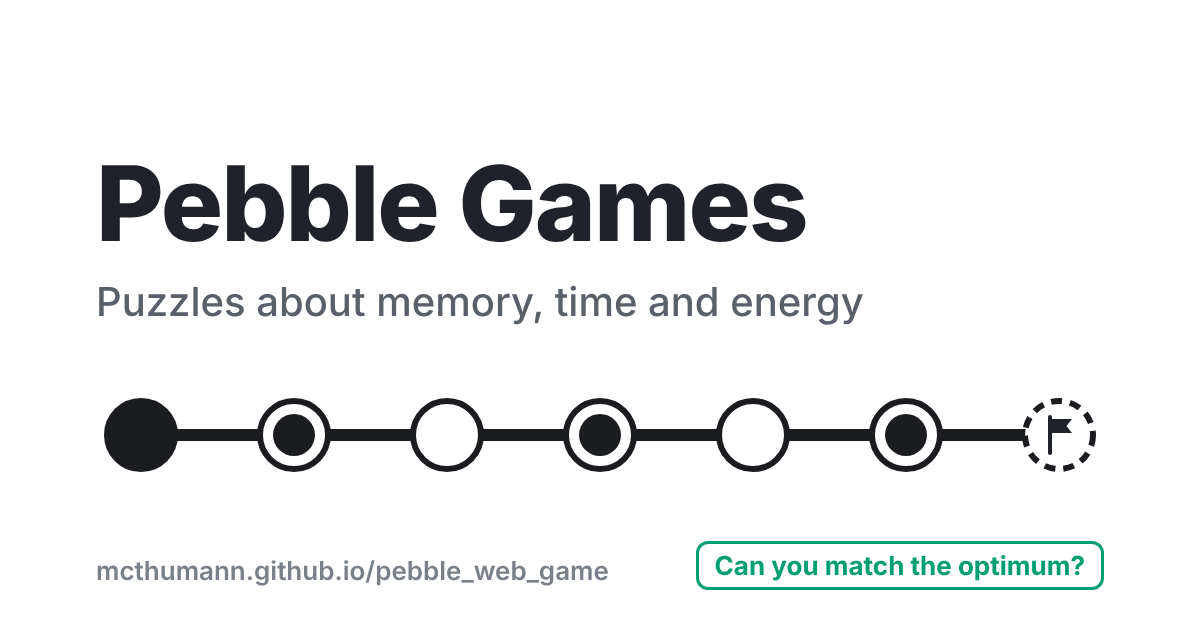 Pebble Games
Puzzles about memory, time and energy
mcthumann.github.io/pebble_web_game
Can you match the optimum?